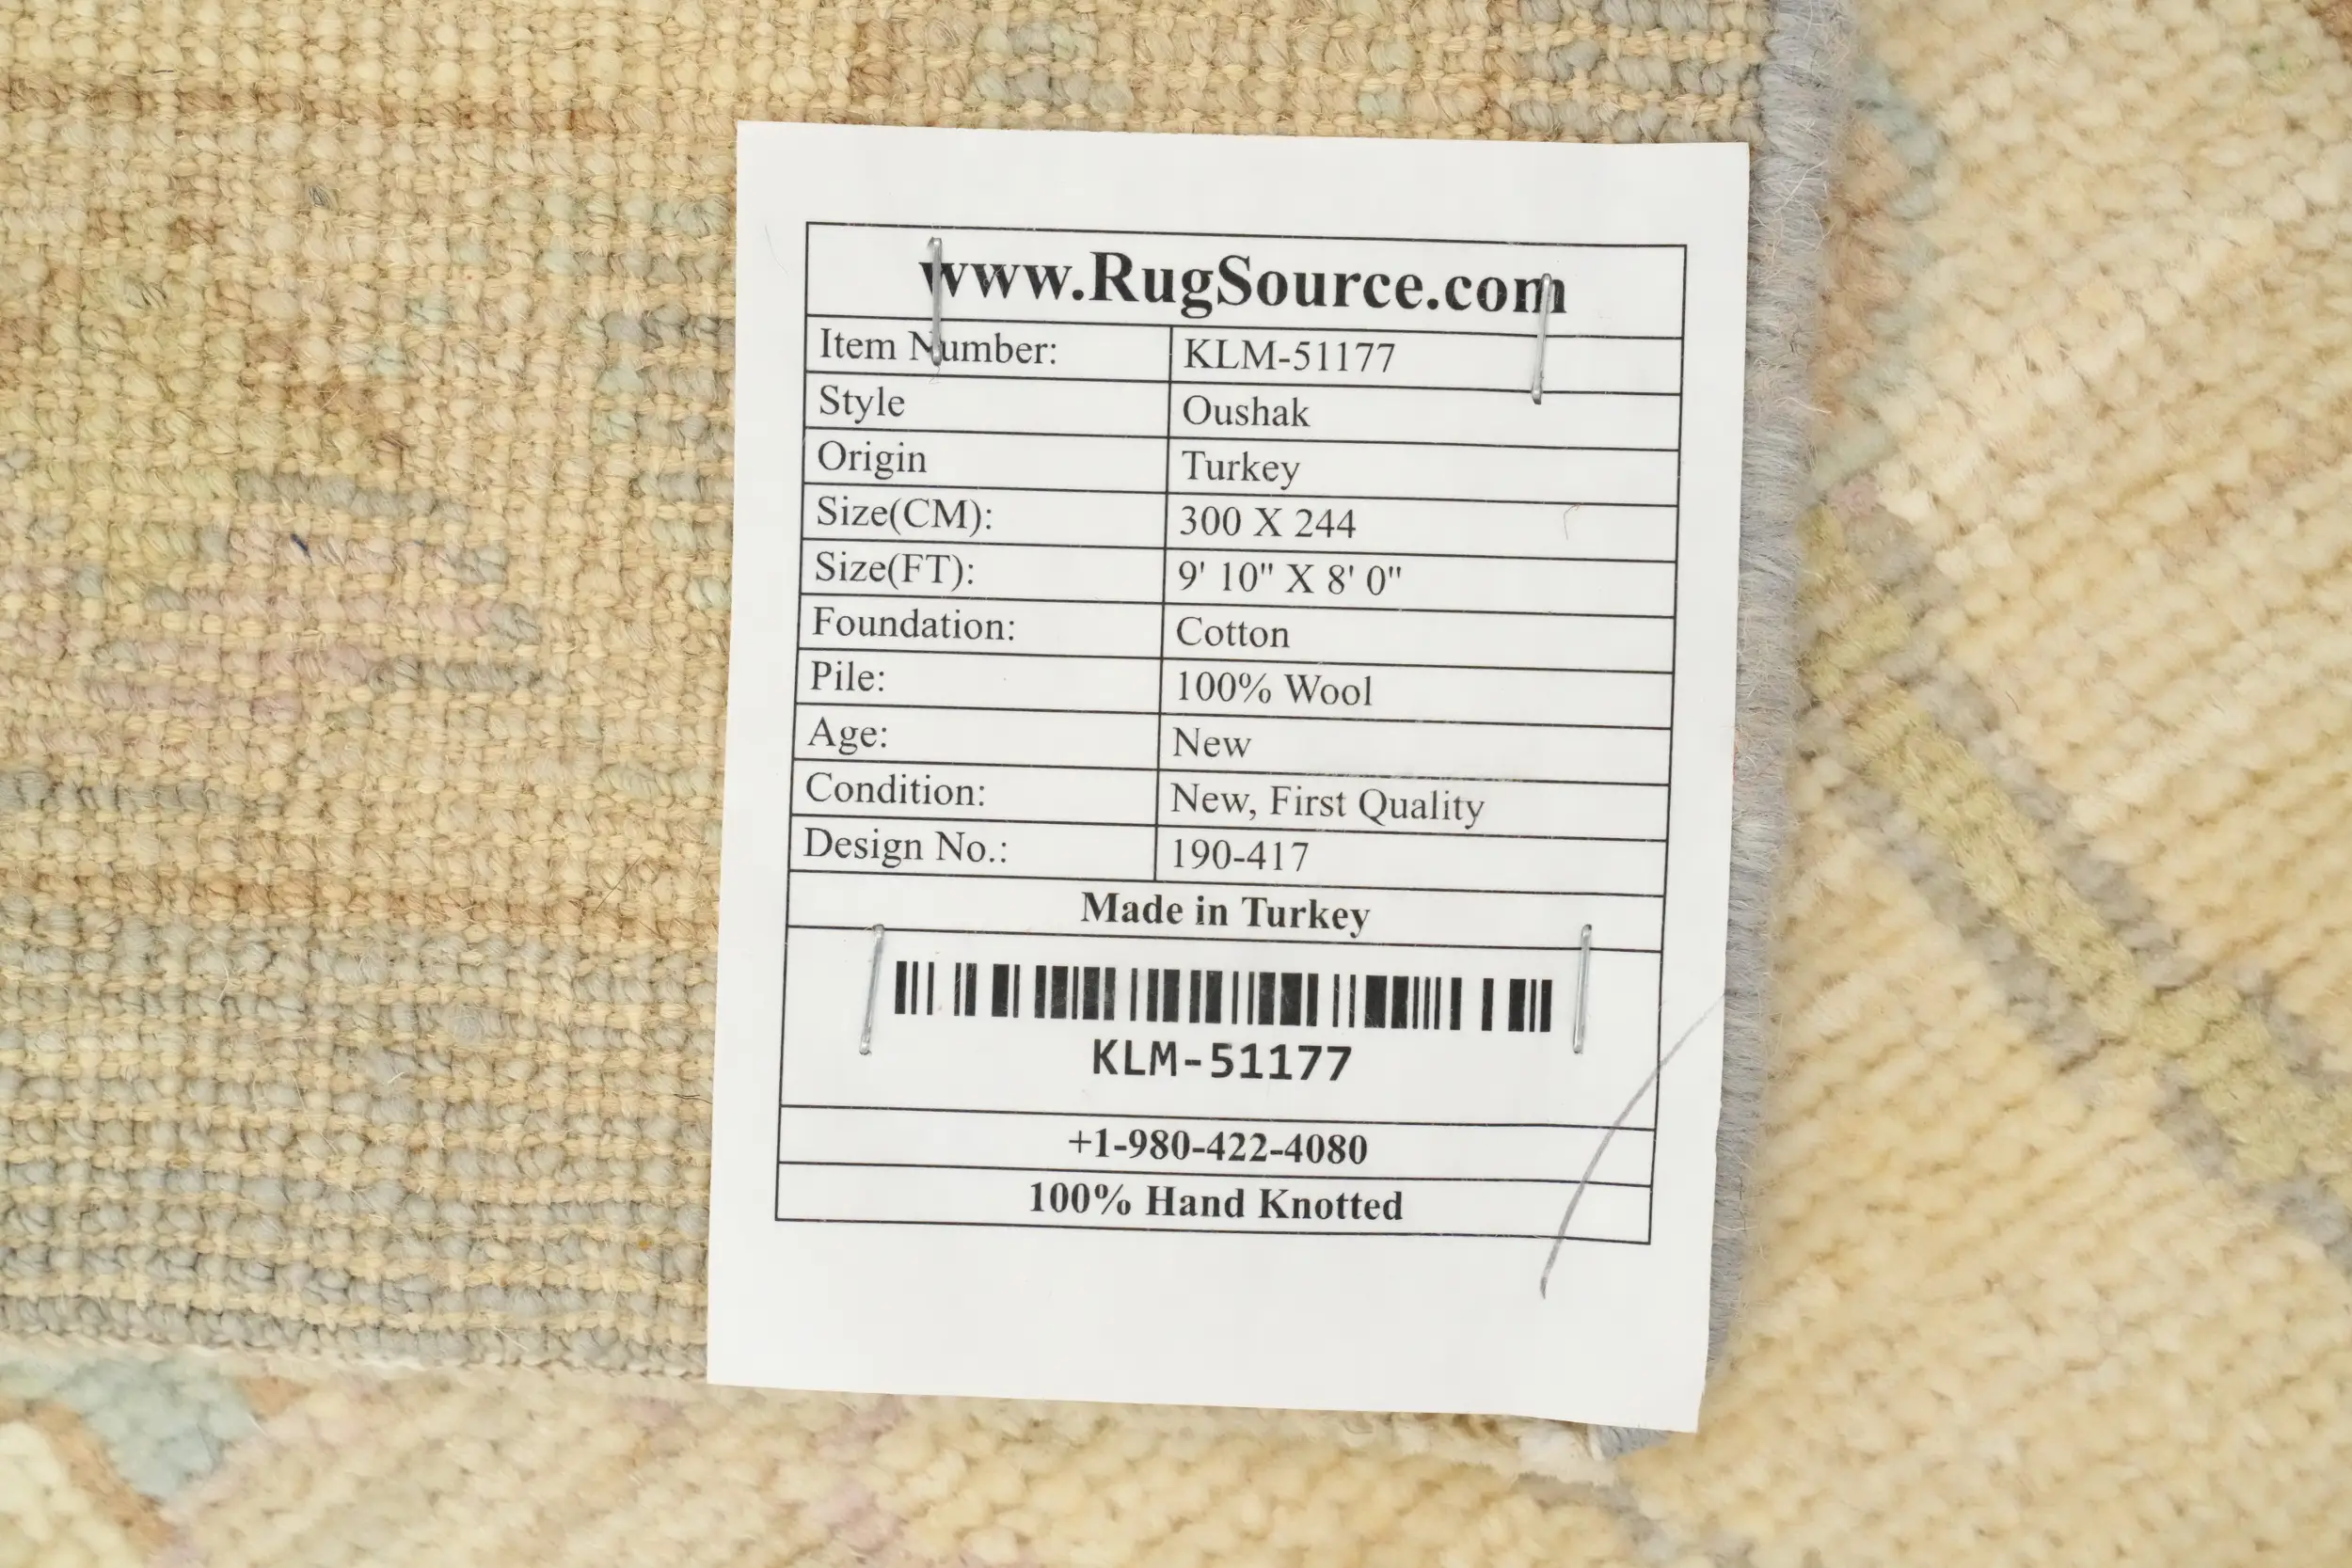 www.RugSource.com
Item Number: KLM-51177
Style Oushak
Origin Turkey
Size(CM): 300 X 244
Size(FT): 9' 10" X 8' 0"
Foundation: Cotton
Pile: 100% Wool
Age: New
Condition: New, First Quality
Design No.: 190-417
Made in Turkey
KLM-51177
+1-980-422-4080
100% Hand Knotted